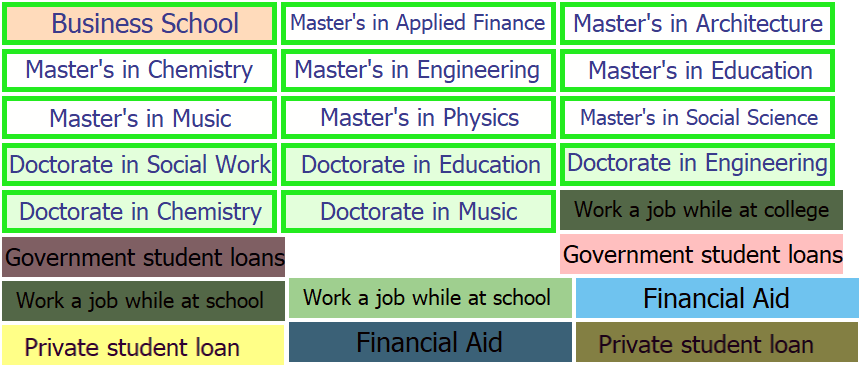 Business School
Master's in Applied Finance
Master's in Architecture
Master's in Chemistry
Master's in Engineering
Master's in Education
Master's in Music
Master's in Physics
Master's in Social Science
Doctorate in Social Work
Doctorate in Education
Doctorate in Engineering
Doctorate in Chemistry
Doctorate in Music
Work a job while at college
Government student loans
Government student loans
Work a job while at school
Work a job while at school
Financial Aid
Private student loan
Financial Aid
Private student loan